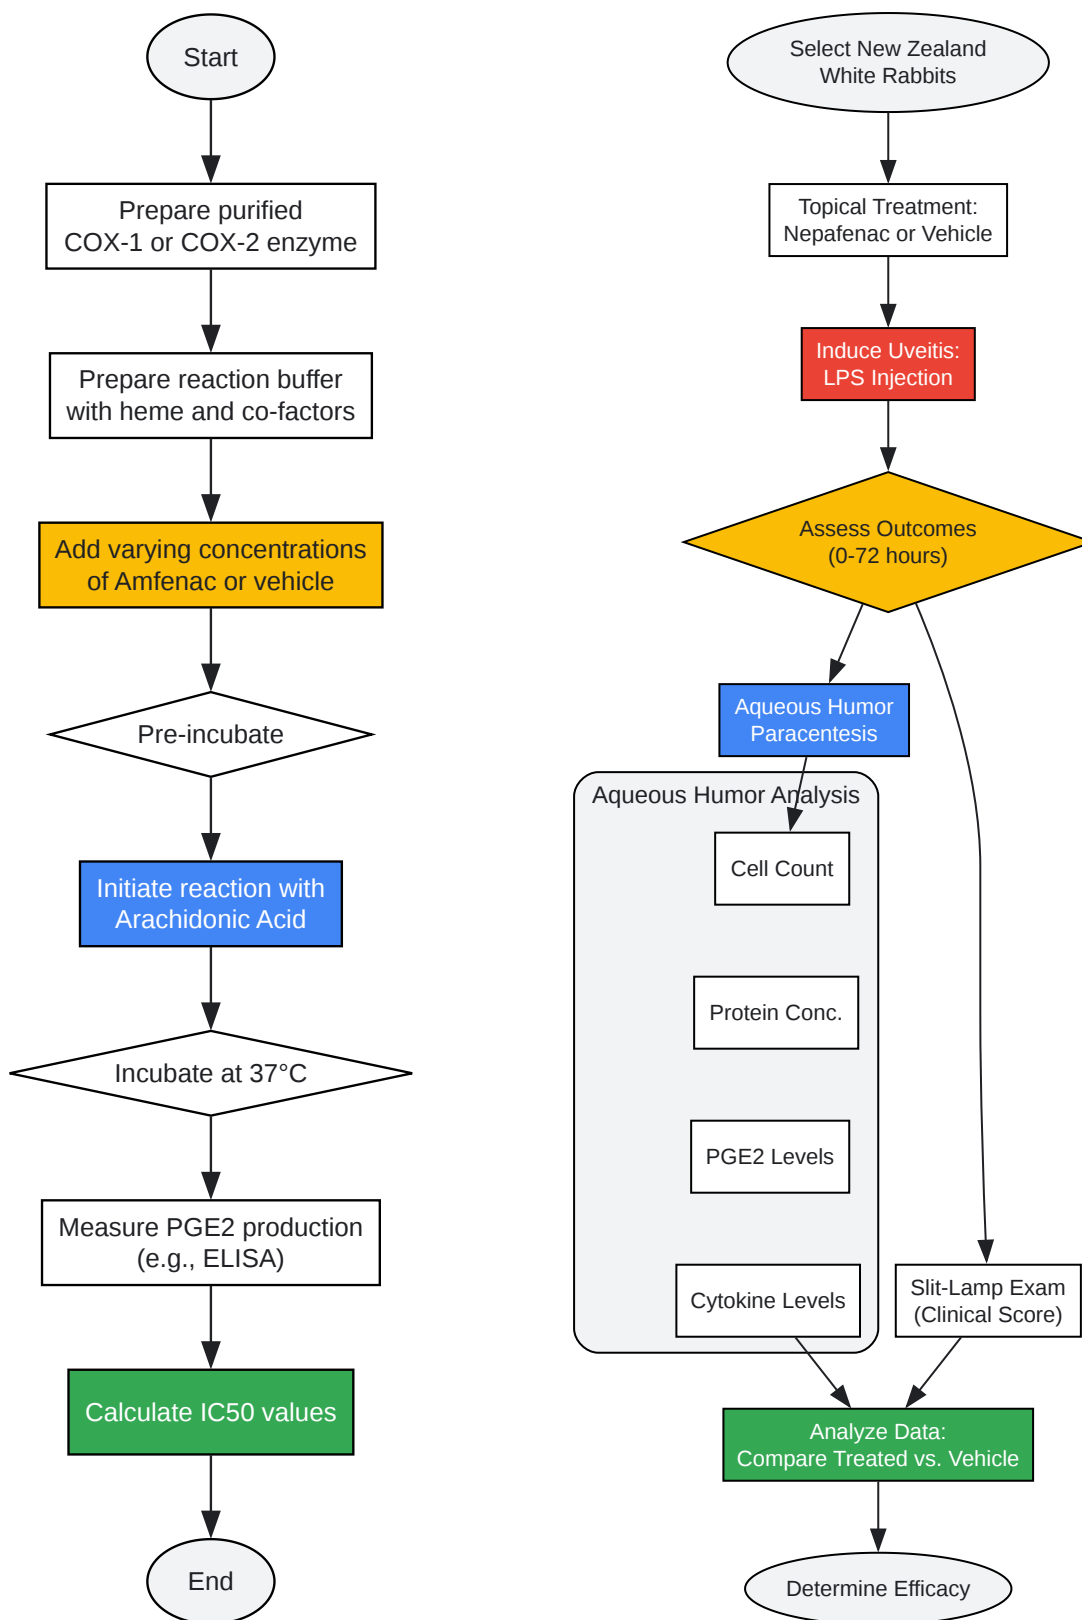 Start
Prepare purified
COX-1 or COX-2 enzyme
Prepare reaction buffer
with heme and co-factors
Add varying concentrations
of Amfenac or vehicle
Pre-incubate
Initiate reaction with
Arachidonic Acid
Incubate at 37°C
Measure PGE2 production
(e.g., ELISA)
Calculate IC50 values
End
Select New Zealand
White Rabbits
Topical Treatment:
Nepafenac or Vehicle
Induce Uveitis:
LPS Injection
Assess Outcomes
(0-72 hours)
Aqueous Humor
Paracentesis
Aqueous Humor Analysis
Cell Count
Protein Conc.
PGE2 Levels
Cytokine Levels
Slit-Lamp Exam
(Clinical Score)
Analyze Data:
Compare Treated vs. Vehicle
Determine Efficacy